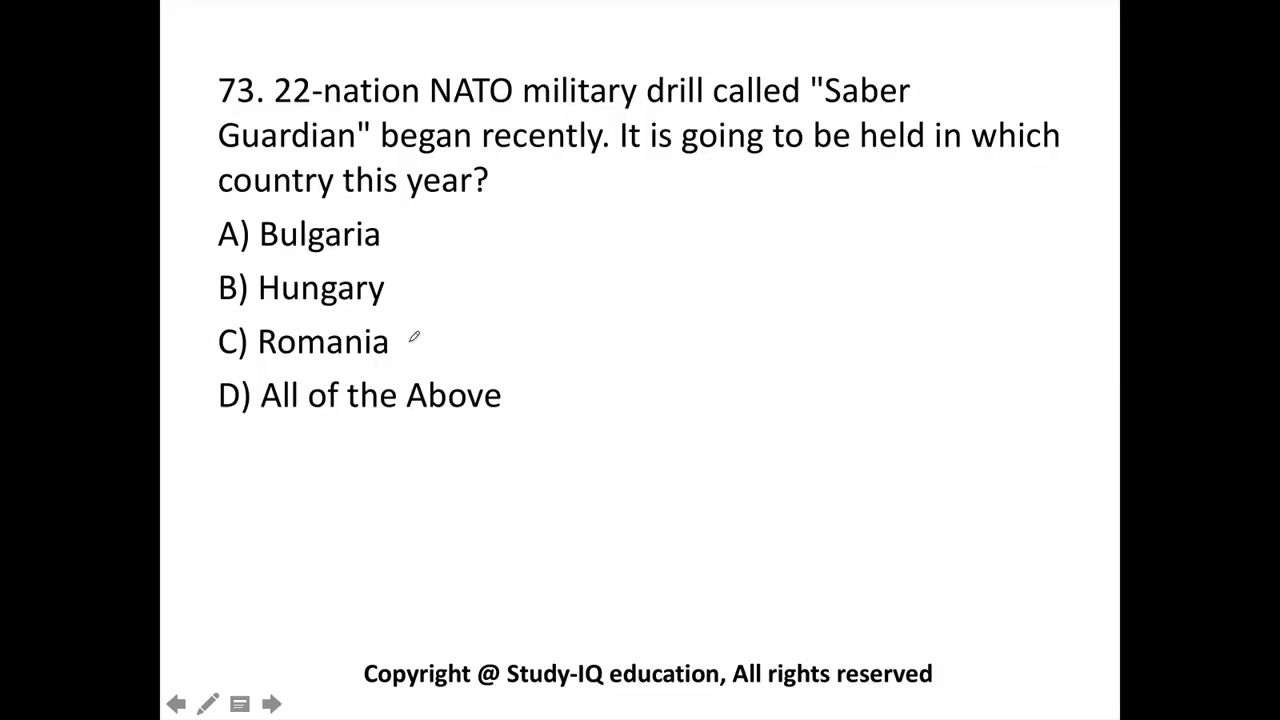 73. 22-nation NATO military drill called "Saber
Guardian" began recently. It is going to be held in which
country this year?
A) Bulgaria
B) Hungary
C) Romania
D) All of the Above
Copyright @ Study-IQ education, All rights reserved